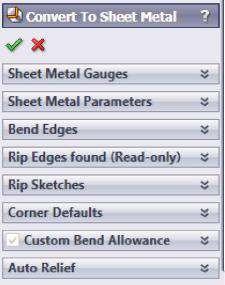 Convert To Sheet Metal ?
Sheet Metal Gauges
Sheet Metal Parameters
Bend Edges
Rip Edges found (Read-only)
Rip Sketches
Corner Defaults
Custom Bend Allowance
Auto Relief